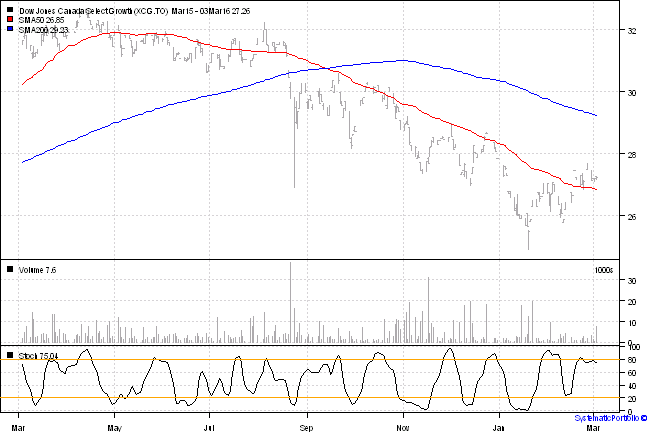 Dow Jones Canada Select Growth (XCG.TO) Mar15 - 03Mar16 27.26
SMA50 26.85
SMA200 29.23
32
30
28
26
Volume 7.6
1000s
30
20
10
0
Stoch 75.04
100
80
60
40
20
0
Mar May Jul Sep Nov Jan Mar
SystematicPortfolio ©